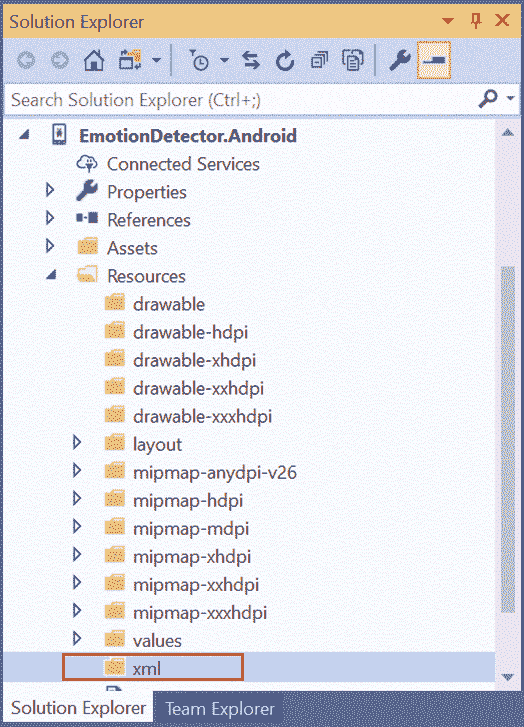 Solution Explorer
Search Solution Explorer (Ctrl+;)
EmotionDetector.Android
Connected Services
Properties
References
Assets
Resources
drawable
drawable-hdpi
drawable-xhdpi
drawable-xxhdpi
drawable-xxxhdpi
layout
mipmap-anydpi-v26
mipmap-hdpi
mipmap-mdpi
mipmap-xhdpi
mipmap-xxhdpi
mipmap-xxxhdpi
values
xml
Solution Explorer Team Explorer